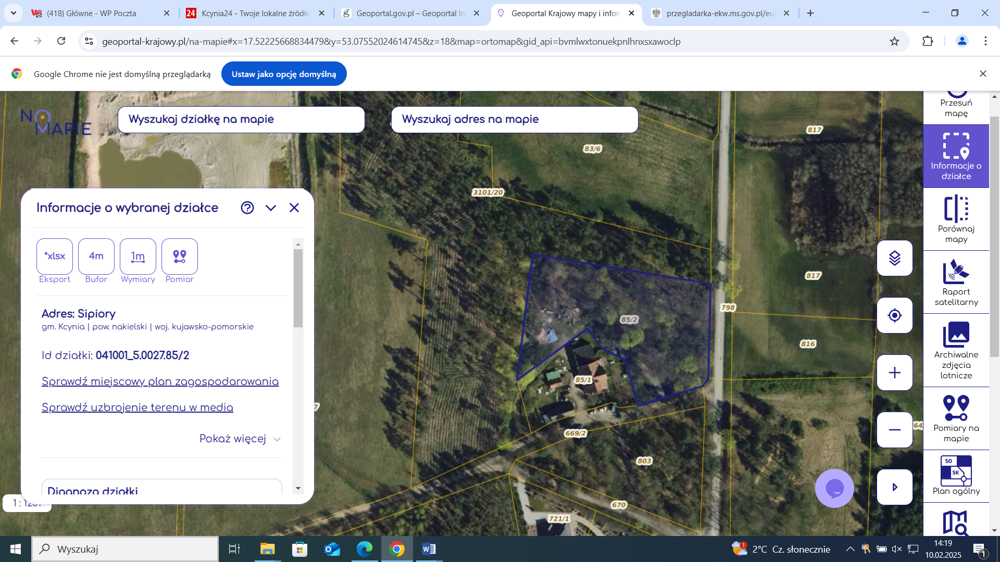 (418) Główne - WP Poczta
Kcynia24 - Twoje lokalne źródło
Geoportal.gov.pl – Geoportal In
Geoportal Krajowy mapy i infor
przegladarka-ekw.ms.gov.pl/eu
geoportal-krajowy.pl/na-mapie#x=17.52225668834479&y=53.07552024614745&z=18&map=ortomap&gid_api=bvmlwxtonuekpnlhnxsxawoclp
Google Chrome nie jest domyślną przeglądarką
Ustaw jako opcję domyślną
NA MAPIE
Wyszukaj działkę na mapie
Wyszukaj adres na mapie
Informacje o wybranej działce
*xlsx
4m
1m
Eksport
Bufor
Wymiary
Pomiar
Adres: Sipiory
gm. Kcynia | pow. nakielski | woj. kujawsko-pomorskie
Id działki: 041001_5.0027.85/2
Sprawdź miejscowy plan zagospodarowania
Sprawdź uzbrojenie terenu w media
Pokaż więcej
Diagnoza działki
83/6
817
3101/20
817
798
85/2
816
85/1
669/2
803
670
721/1
Przesuń mapę
Informacje o działce
Porównaj mapy
Raport satelitarny
Archiwalne zdjęcia lotnicze
Pomiary na mapie
SO
SK
Plan ogólny
Wyszukaj
1
2°C Cz. słonecznie
14:19
10.02.2025
1